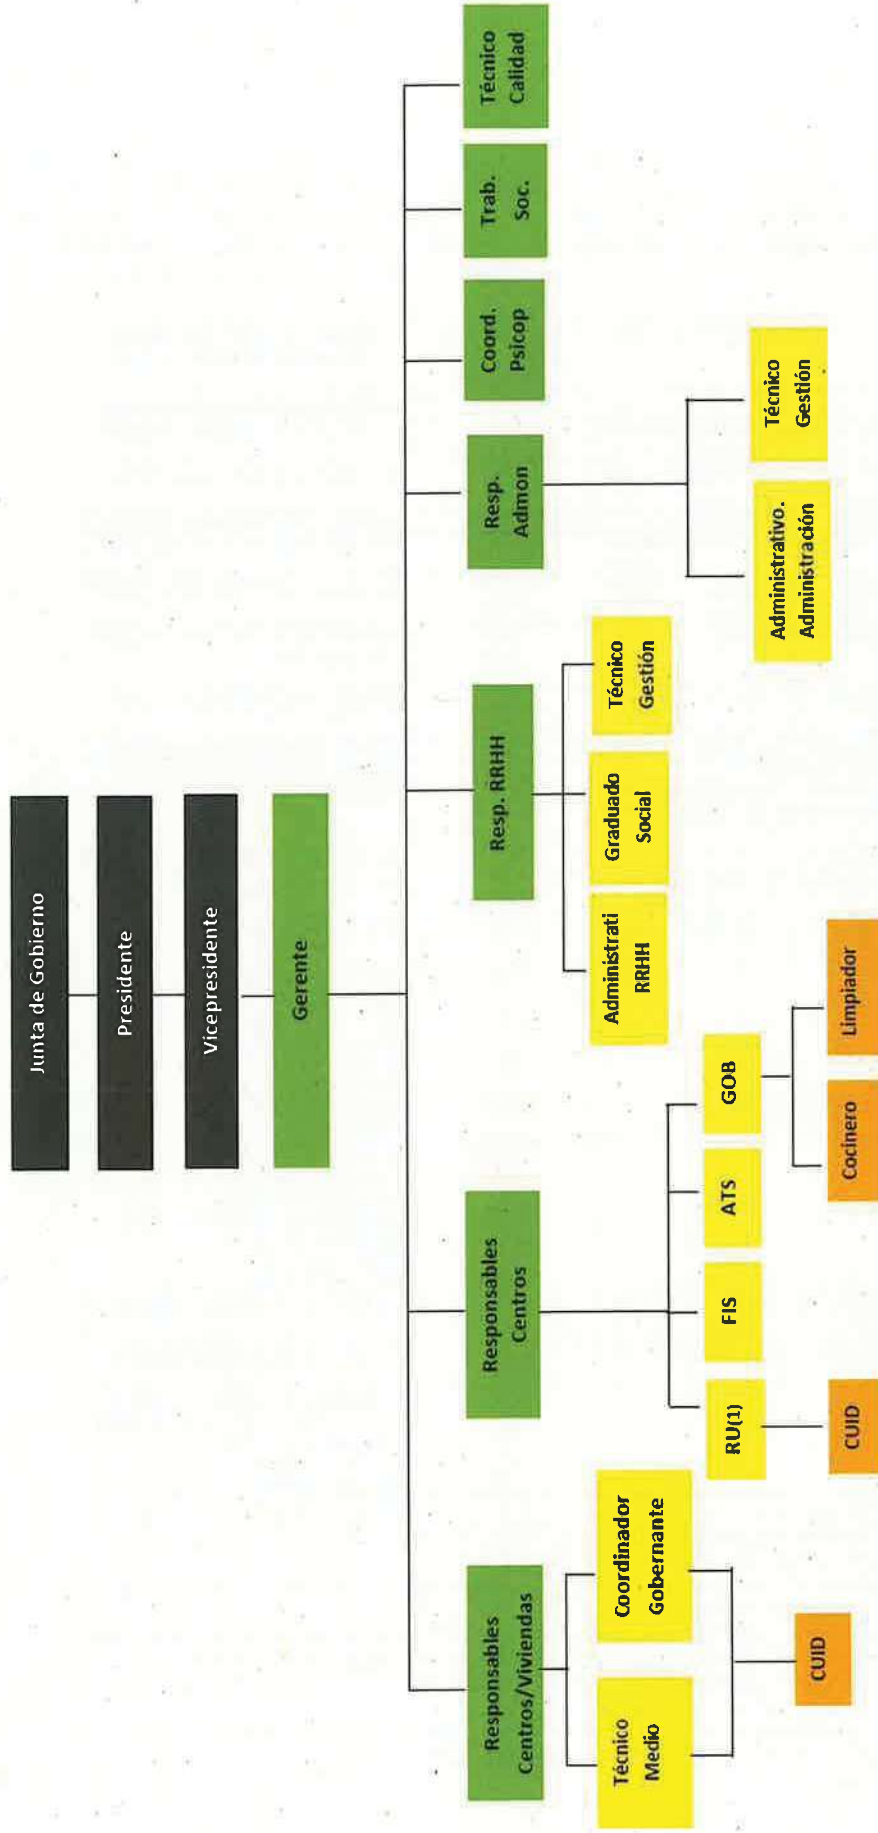 Junta de Gobierno
Presidente
Vicepresidente
Gerente
Responsables
Centros/Viviendas
Responsables
Centros
Resp. RRHH
Resp.
Admon
Coord.
Psicop
Trab.
Soc.
Técnico
Calidad
Técnico
Medio
Coordinador
Gobernante
Administrati
RRHH
Graduado
Social
Técnico
Gestión
RU(1)
FIS
ATS
GOB
Administrativo.
Administración
Técnico
Gestión
CUID
CUID
Cocinero
Limpiador